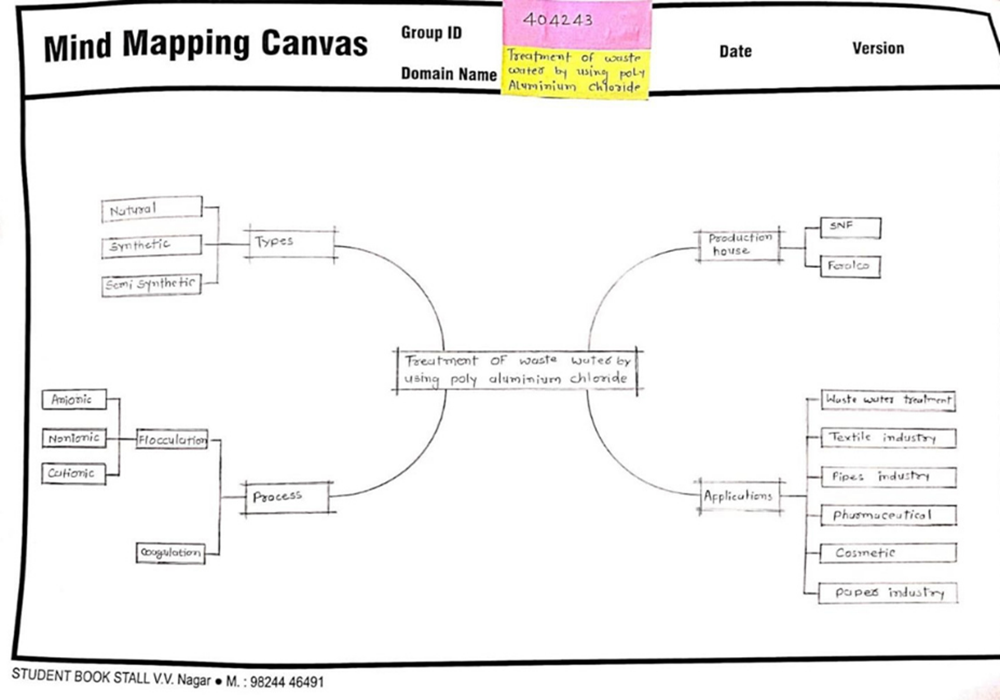 Mind Mapping Canvas
Group ID
404243
Domain Name
Treatment of waste
water by using poly
Aluminium chloride
Date
Version
Natural
Synthetic
Semi synthetic
Types
Production
house
SNF
Feralco
Treatment OF waste water by
using poly aluminium chloride
Anionic
Nonionic
Cationic
Flocculation
Coagulation
Process
Applications
Waste water treatment
Textile industry
Pipes industry
Pharmaceutical
Cosmetic
paper industry
STUDENT BOOK STALL V.V. Nagar ● M. : 98244 46491